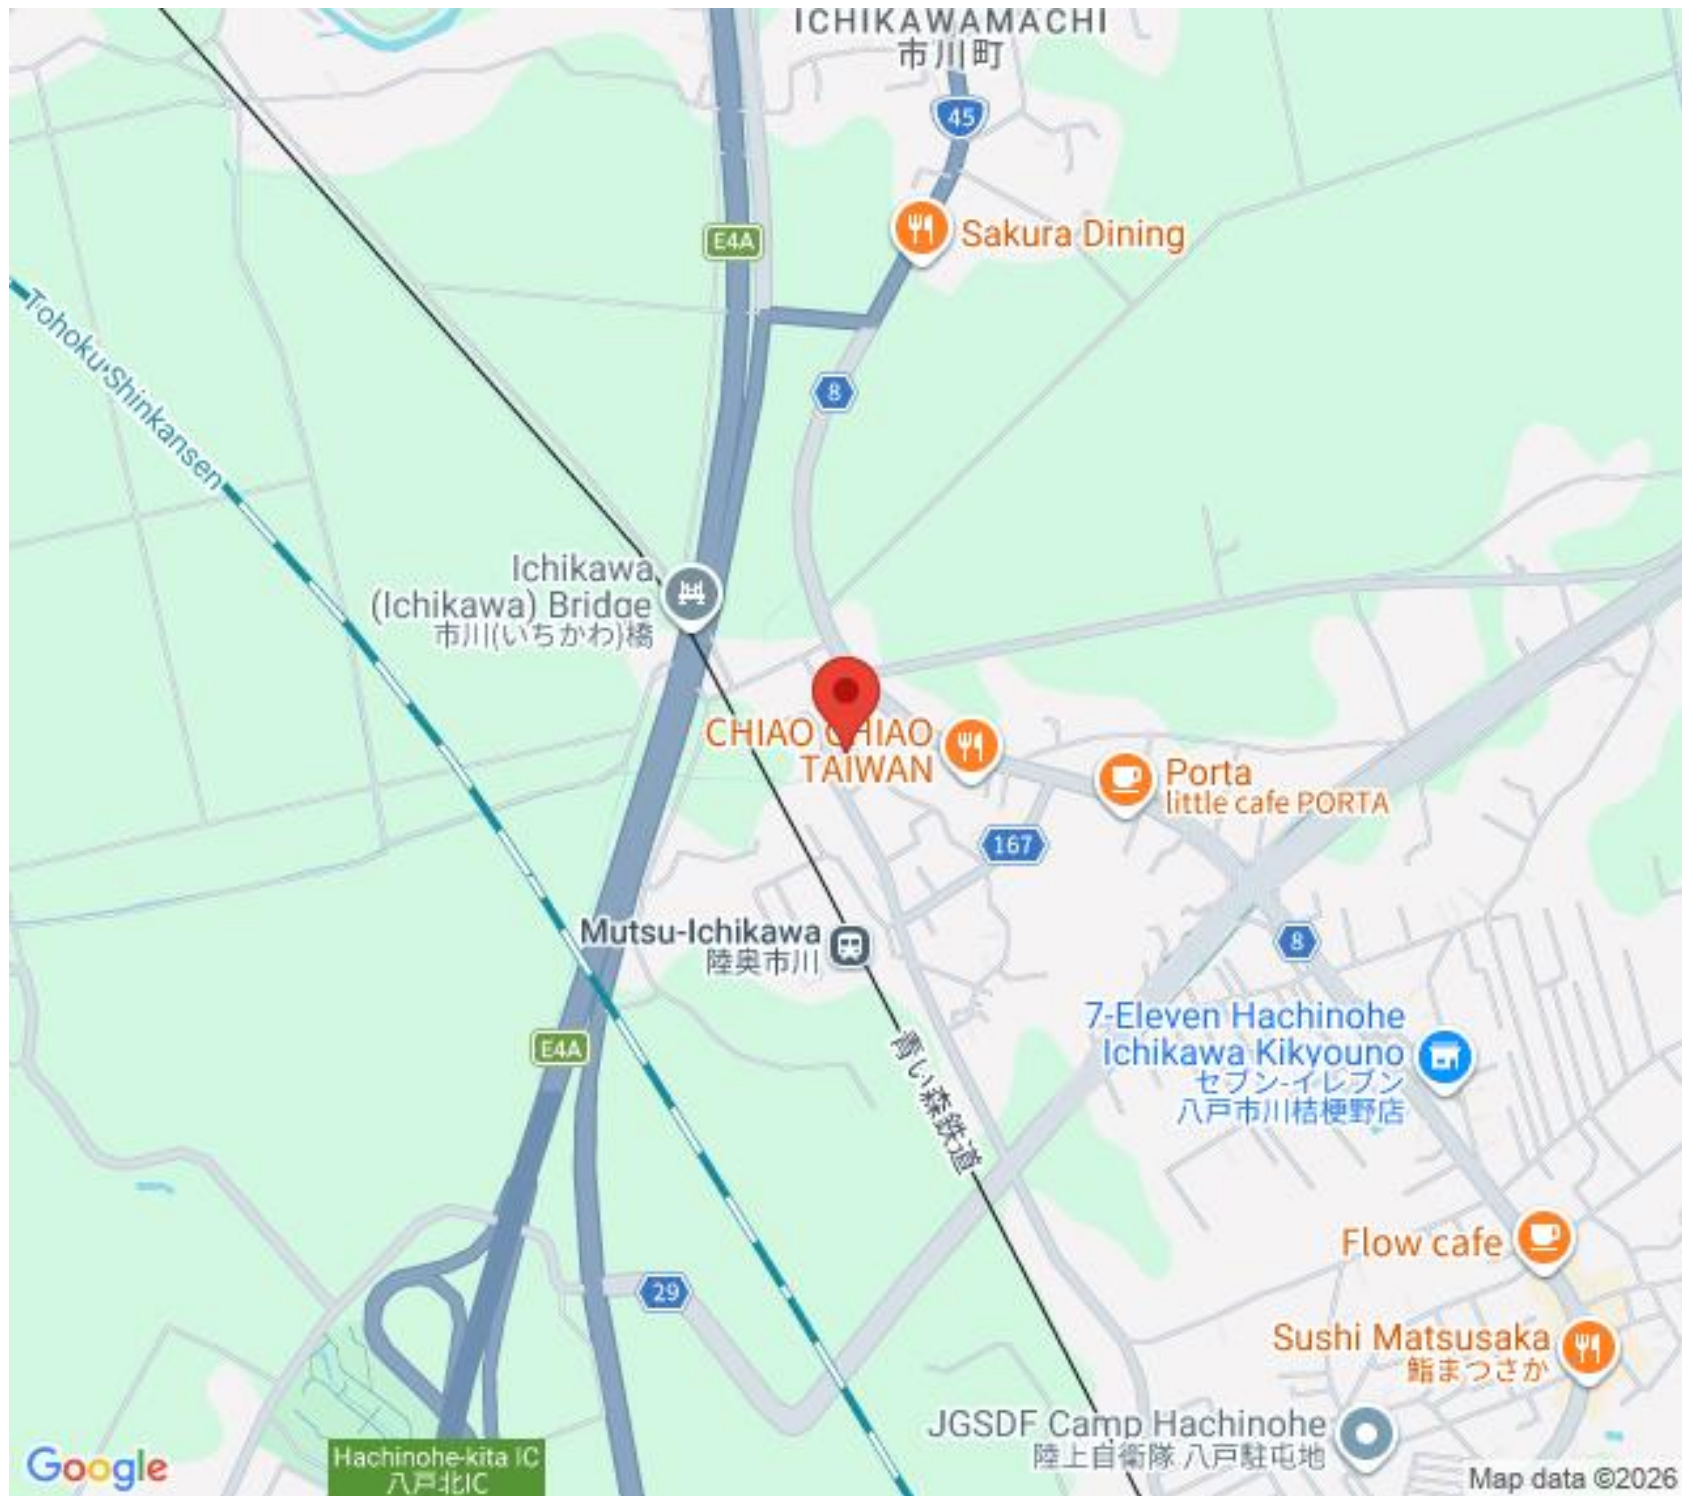 ICHIKAWAMACHI
市川町
45
Sakura Dining
E4A
Tohoku Shinkansen
8
Ichikawa
(Ichikawa) Bridge
市川(いちかわ)橋
CHIAO CHIAO
TAIWAN
Porta
little cafe PORTA
167
Mutsu-Ichikawa
陸奥市川
8
7-Eleven Hachinohe
Ichikawa Kikyouno
セブン-イレブン
八戸市川桔梗野店
E4A
青い森鉄道
Flow cafe
29
Sushi Matsusaka
鮨まつさか
JGSDF Camp Hachinohe
陸上自衛隊 八戸駐屯地
Hachinohe-kita IC
八戸北IC
Google
Map data ©2026